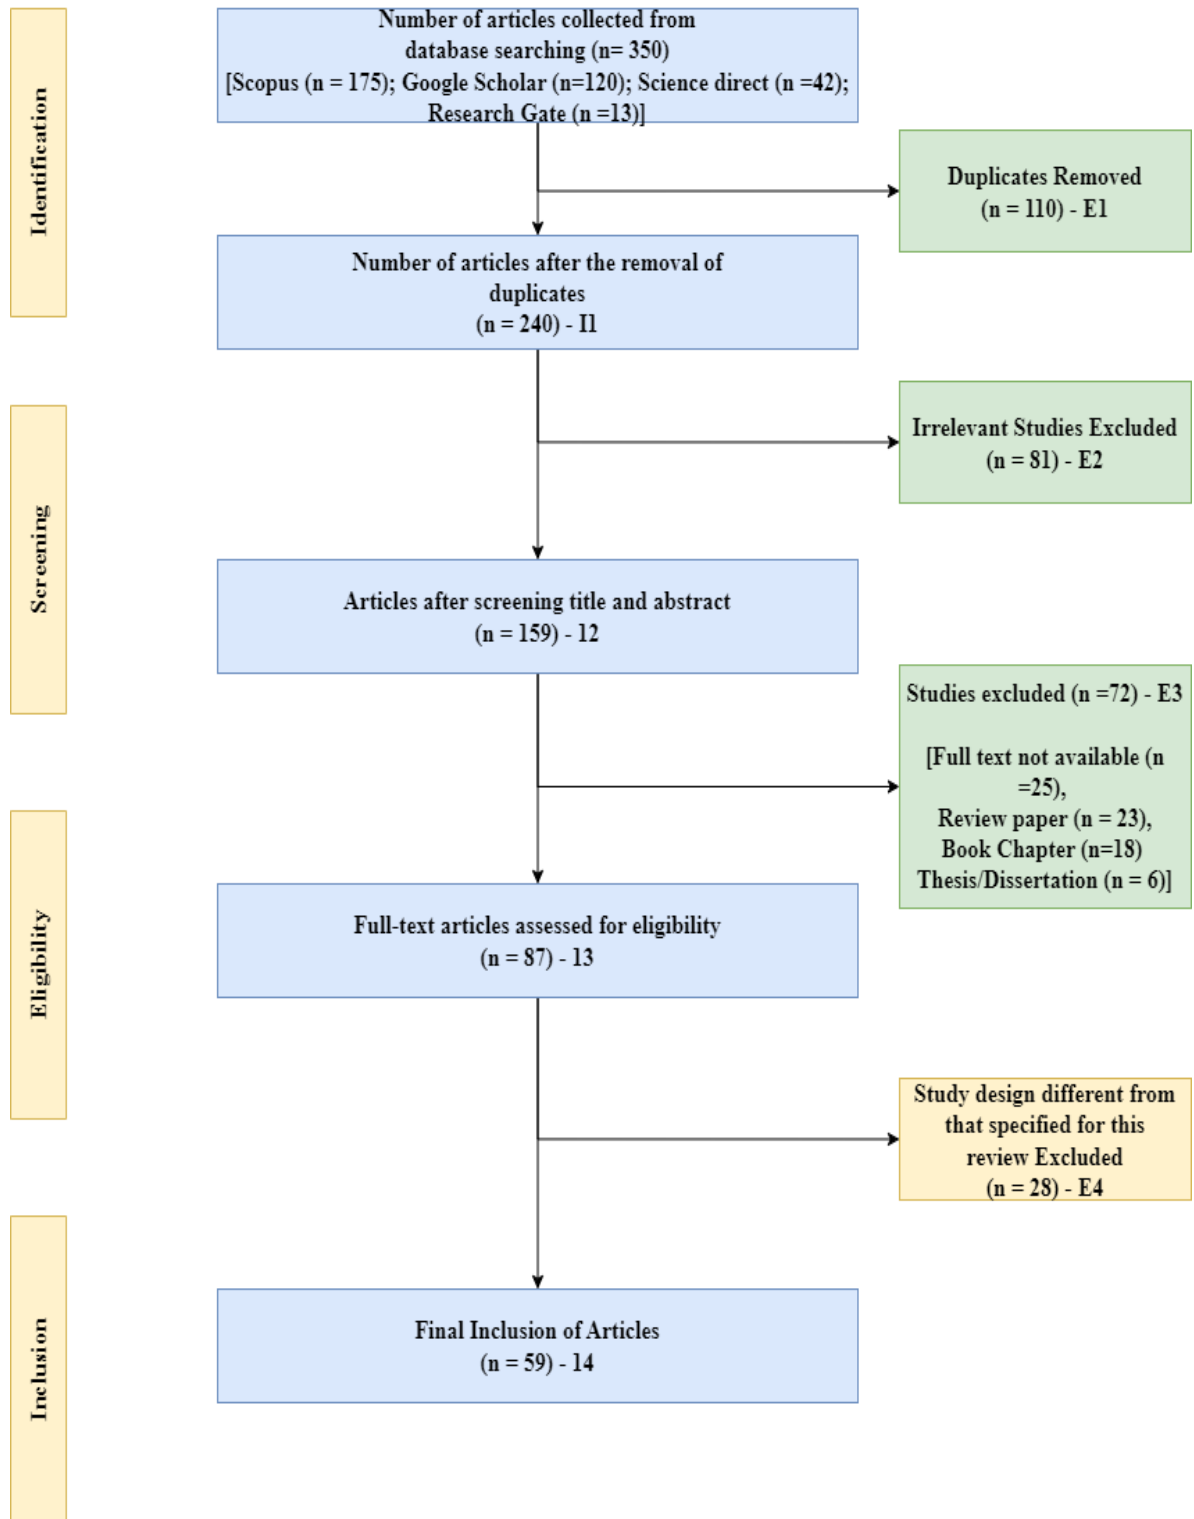 Identification
Number of articles collected from
database searching (n= 350)
[Scopus (n = 175); Google Scholar (n=120); Science direct (n =42);
Research Gate (n =13)]
Duplicates Removed
(n = 110) - E1
Number of articles after the removal of
duplicates
(n = 240) - I1
Screening
Irrelevant Studies Excluded
(n = 81) - E2
Articles after screening title and abstract
(n = 159) - 12
Studies excluded (n =72) - E3
[Full text not available (n
=25),
Review paper (n = 23),
Book Chapter (n=18)
Thesis/Dissertation (n = 6)]
Eligibility
Full-text articles assessed for eligibility
(n = 87) - 13
Study design different from
that specified for this
review Excluded
(n = 28) - E4
Inclusion
Final Inclusion of Articles
(n = 59) - 14